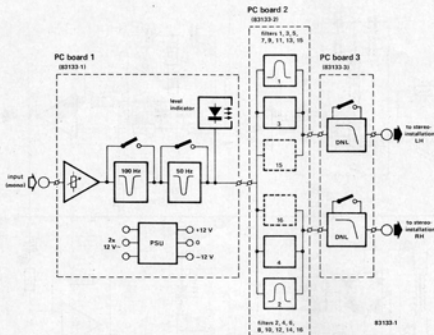 PC board 2
(83133-2)
filters 1, 3, 5,
7, 9, 11, 13, 15
PC board 1
(83133-1)
PC board 3
(83133-3)
level
indicator
1
3
15
DNL
to stereo-
installation
LH
input
(mono)
100 Hz
50 Hz
16
4
2
DNL
to stereo-
installation
RH
2x
12 V~
PSU
+12 V
0
-12 V
filters 2, 4, 6,
8, 10, 12, 14, 16
83133-1